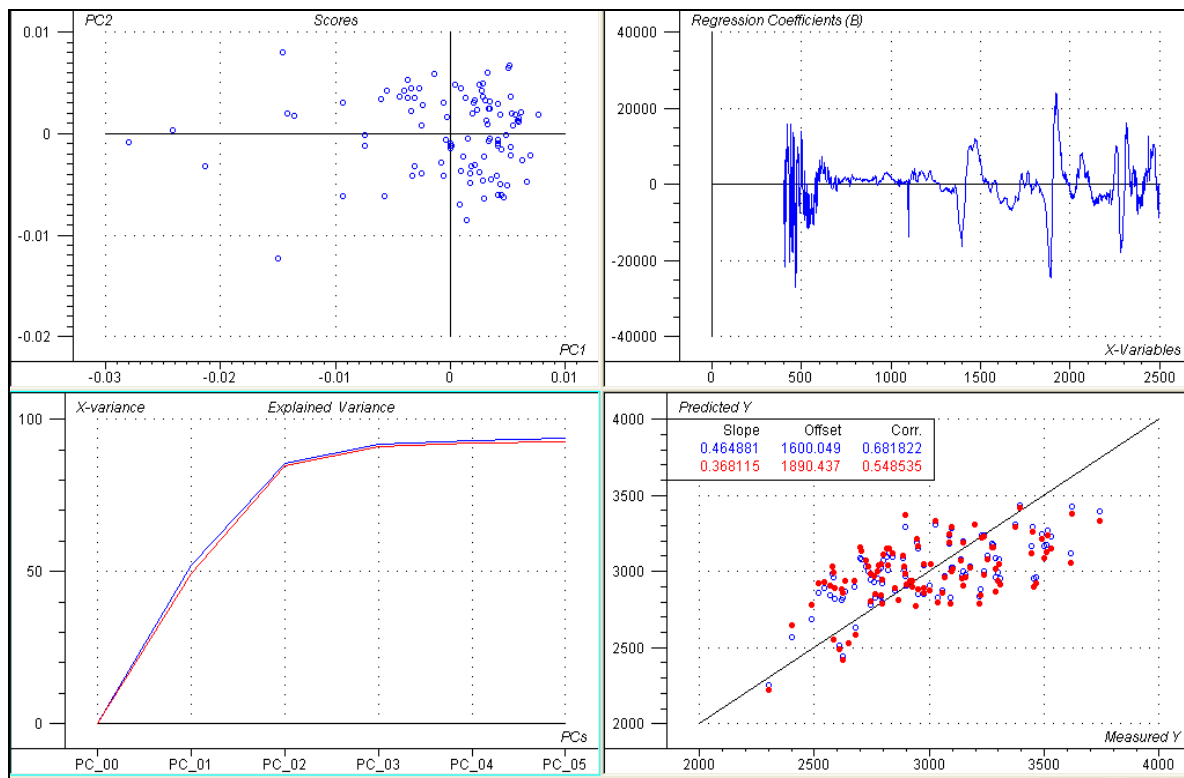 PC2 Scores
0.01
0
-0.01
-0.02
PC1
-0.03 -0.02 -0.01 0 0.01
Regression Coefficients (B)
40000
20000
0
-20000
-40000
X-Variables
0 500 1000 1500 2000 2500
X-variance Explained Variance
100
50
0
PCs
PC_00 PC_01 PC_02 PC_03 PC_04 PC_05
Predicted Y
4000
Slope Offset Corr.
0.464881 1600.049 0.681822
0.368115 1890.437 0.548535
3500
3000
2500
2000
Measured Y
2000 2500 3000 3500 4000